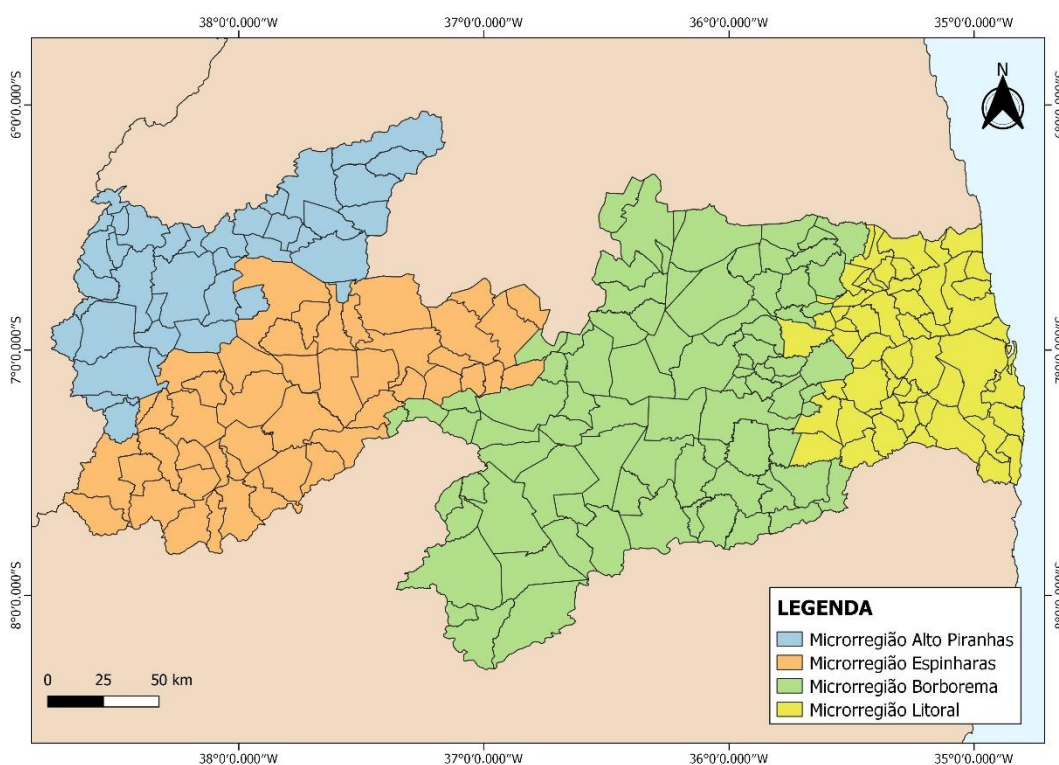 38°0'0.000"W 37°0'0.000"W 36°0'0.000"W 35°0'0.000"W
N
6°0'0.000"S
7°0'0.000"S
8°0'0.000"S
LEGENDA
Microrregião Alto Piranhas
Microrregião Espinharas
Microrregião Borborema
Microrregião Litoral
0 25 50 km
38°0'0.000"W 37°0'0.000"W 36°0'0.000"W 35°0'0.000"W